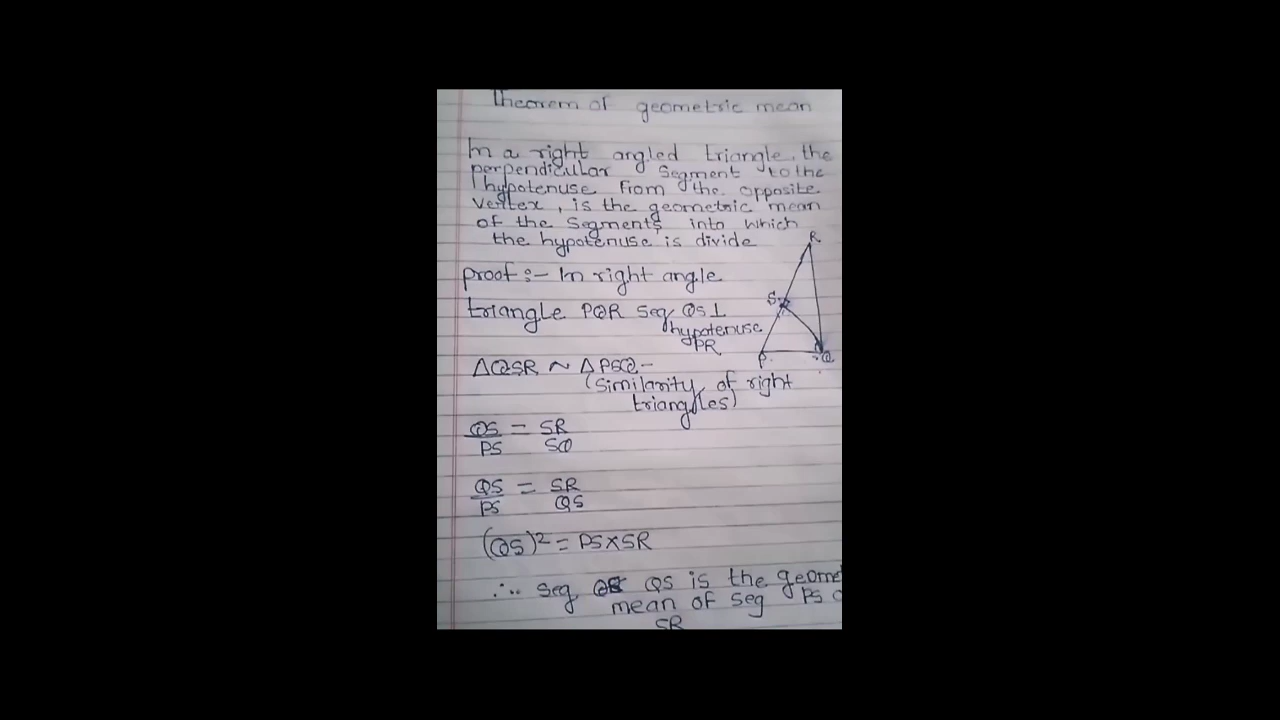 Theorem of geometric mean
In a right angled triangle, the
perpendicular segment to the
hypotenuse from the opposite
vertex, is the geometric mean
of the segments into which
the hypotenuse is divide
R
proof :- In right angle
S
triangle PQR seg QS ⊥
hypotenuse
PR
P
Q
ΔQSR ~ ΔPSQ -
(Similarity of right
triangles)
QS = SR
PS SQ
QS = SR
PS QS
(QS)² = PS×SR
∴ seg QS is the geome
mean of seg PS
SR